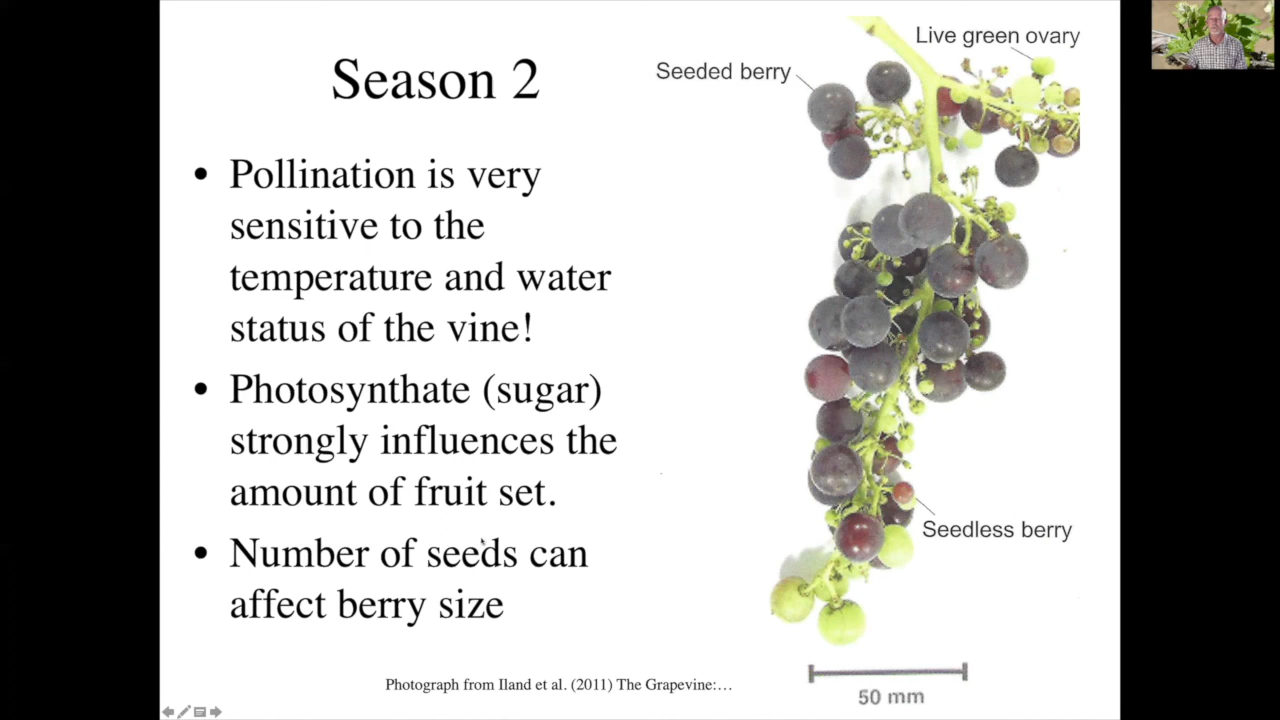 Season 2
• Pollination is very
sensitive to the
temperature and water
status of the vine!
• Photosynthate (sugar)
strongly influences the
amount of fruit set.
• Number of seeds can
affect berry size
Live green ovary
Seeded berry
Seedless berry
50 mm
Photograph from Iland et al. (2011) The Grapevine:…